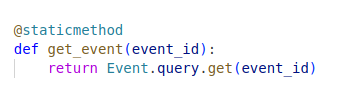 @staticmethod
def get_event(event_id):
    return Event.query.get(event_id)